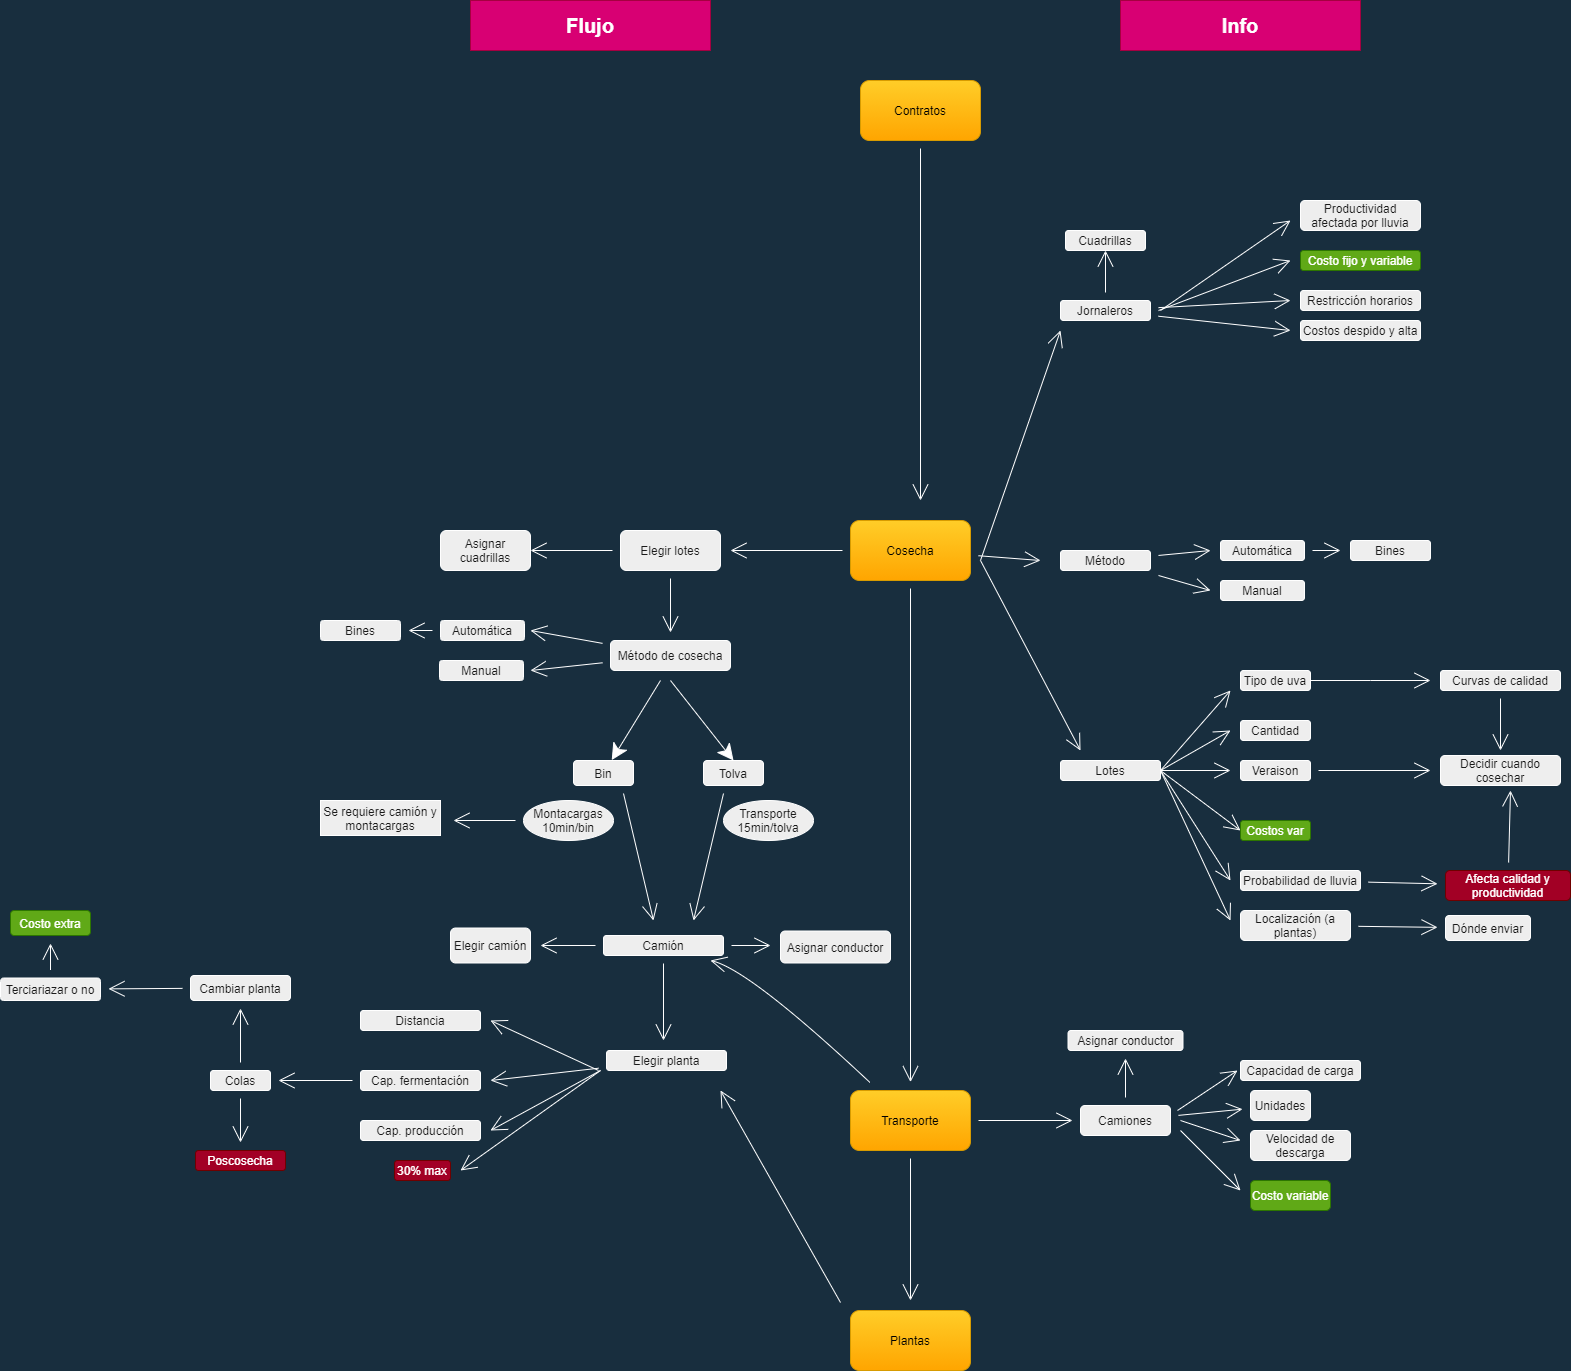 Flujo
Info
Contratos
Productividad
afectada por lluvia
Cuadrillas
Costo fijo y variable
Jornaleros
Restricción horarios
Costos despido y alta
Asignar
cuadrillas
Elegir lotes
Cosecha
Método
Automática
Bines
Manual
Bines
Automática
Método de cosecha
Manual
Tipo de uva
Curvas de calidad
Cantidad
Bin
Tolva
Lotes
Veraison
Decidir cuando
cosechar
Se requiere camión y
montacargas
Montacargas
10min/bin
Transporte
15min/tolva
Costos var
Probabilidad de lluvia
Afecta calidad y
productividad
Costo extra
Localización (a
plantas)
Dónde enviar
Elegir camión
Camión
Asignar conductor
Terciariazar o no
Cambiar planta
Distancia
Elegir planta
Asignar conductor
Colas
Cap. fermentación
Capacidad de carga
Unidades
Cap. producción
Transporte
Camiones
Velocidad de
descarga
Poscosecha
30% max
Costo variable
Plantas